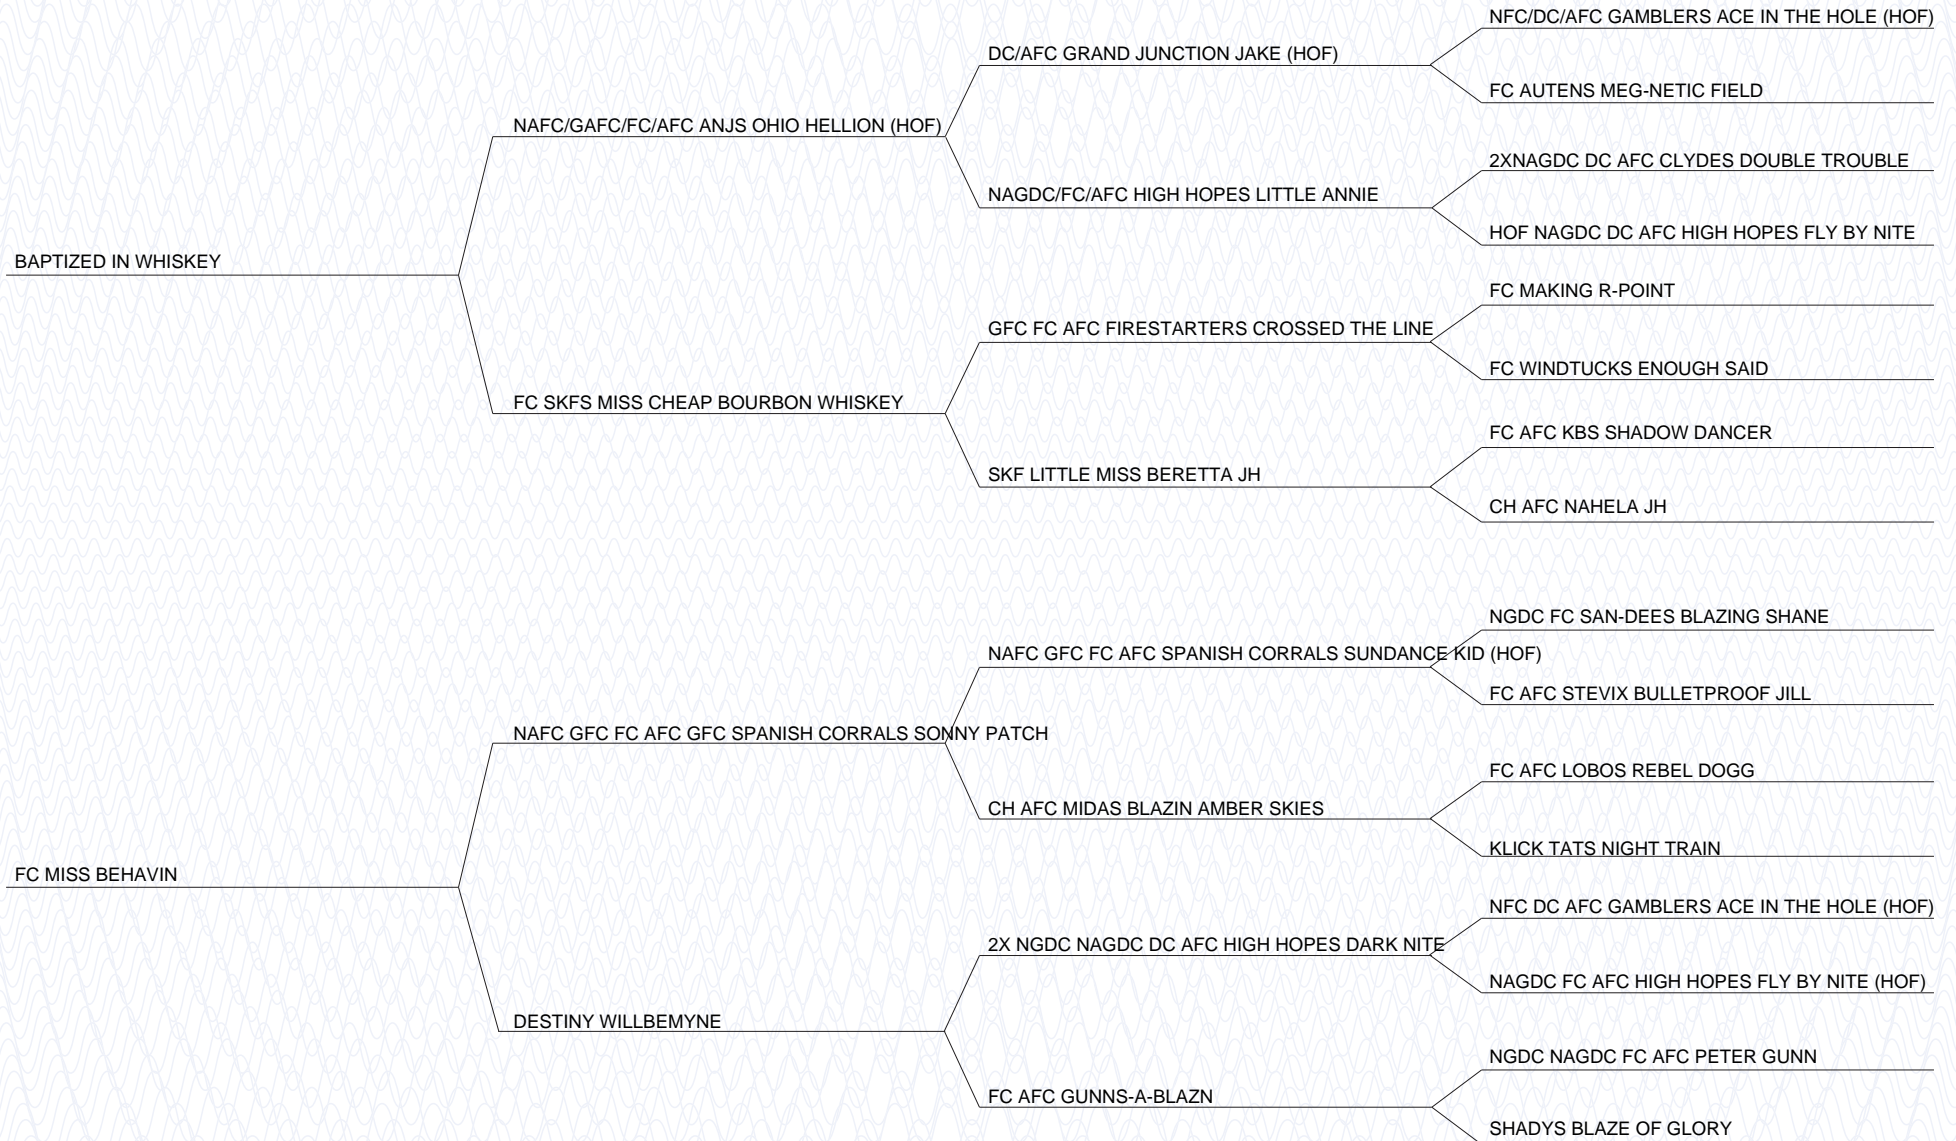 NFC/DC/AFC GAMBLERS ACE IN THE HOLE (HOF)
DC/AFC GRAND JUNCTION JAKE (HOF)
FC AUTENS MEG-NETIC FIELD
NAFC/GAFC/FC/AFC ANJS OHIO HELLION (HOF)
2XNAGDC DC AFC CLYDES DOUBLE TROUBLE
NAGDC/FC/AFC HIGH HOPES LITTLE ANNIE
HOF NAGDC DC AFC HIGH HOPES FLY BY NITE
BAPTIZED IN WHISKEY
FC MAKING R-POINT
GFC FC AFC FIRESTARTERS CROSSED THE LINE
FC WINDTUCKS ENOUGH SAID
FC SKFS MISS CHEAP BOURBON WHISKEY
FC AFC KBS SHADOW DANCER
SKF LITTLE MISS BERETTA JH
CH AFC NAHELA JH
NGDC FC SAN-DEES BLAZING SHANE
NAFC GFC FC AFC SPANISH CORRALS SUNDANCE KID (HOF)
FC AFC STEVIX BULLETPROOF JILL
NAFC GFC FC AFC GFC SPANISH CORRALS SONNY PATCH
FC AFC LOBOS REBEL DOGG
CH AFC MIDAS BLAZIN AMBER SKIES
KLICK TATS NIGHT TRAIN
FC MISS BEHAVIN
NFC DC AFC GAMBLERS ACE IN THE HOLE (HOF)
2X NGDC NAGDC DC AFC HIGH HOPES DARK NITE
NAGDC FC AFC HIGH HOPES FLY BY NITE (HOF)
DESTINY WILLBEMYNE
NGDC NAGDC FC AFC PETER GUNN
FC AFC GUNNS-A-BLAZN
SHADYS BLAZE OF GLORY